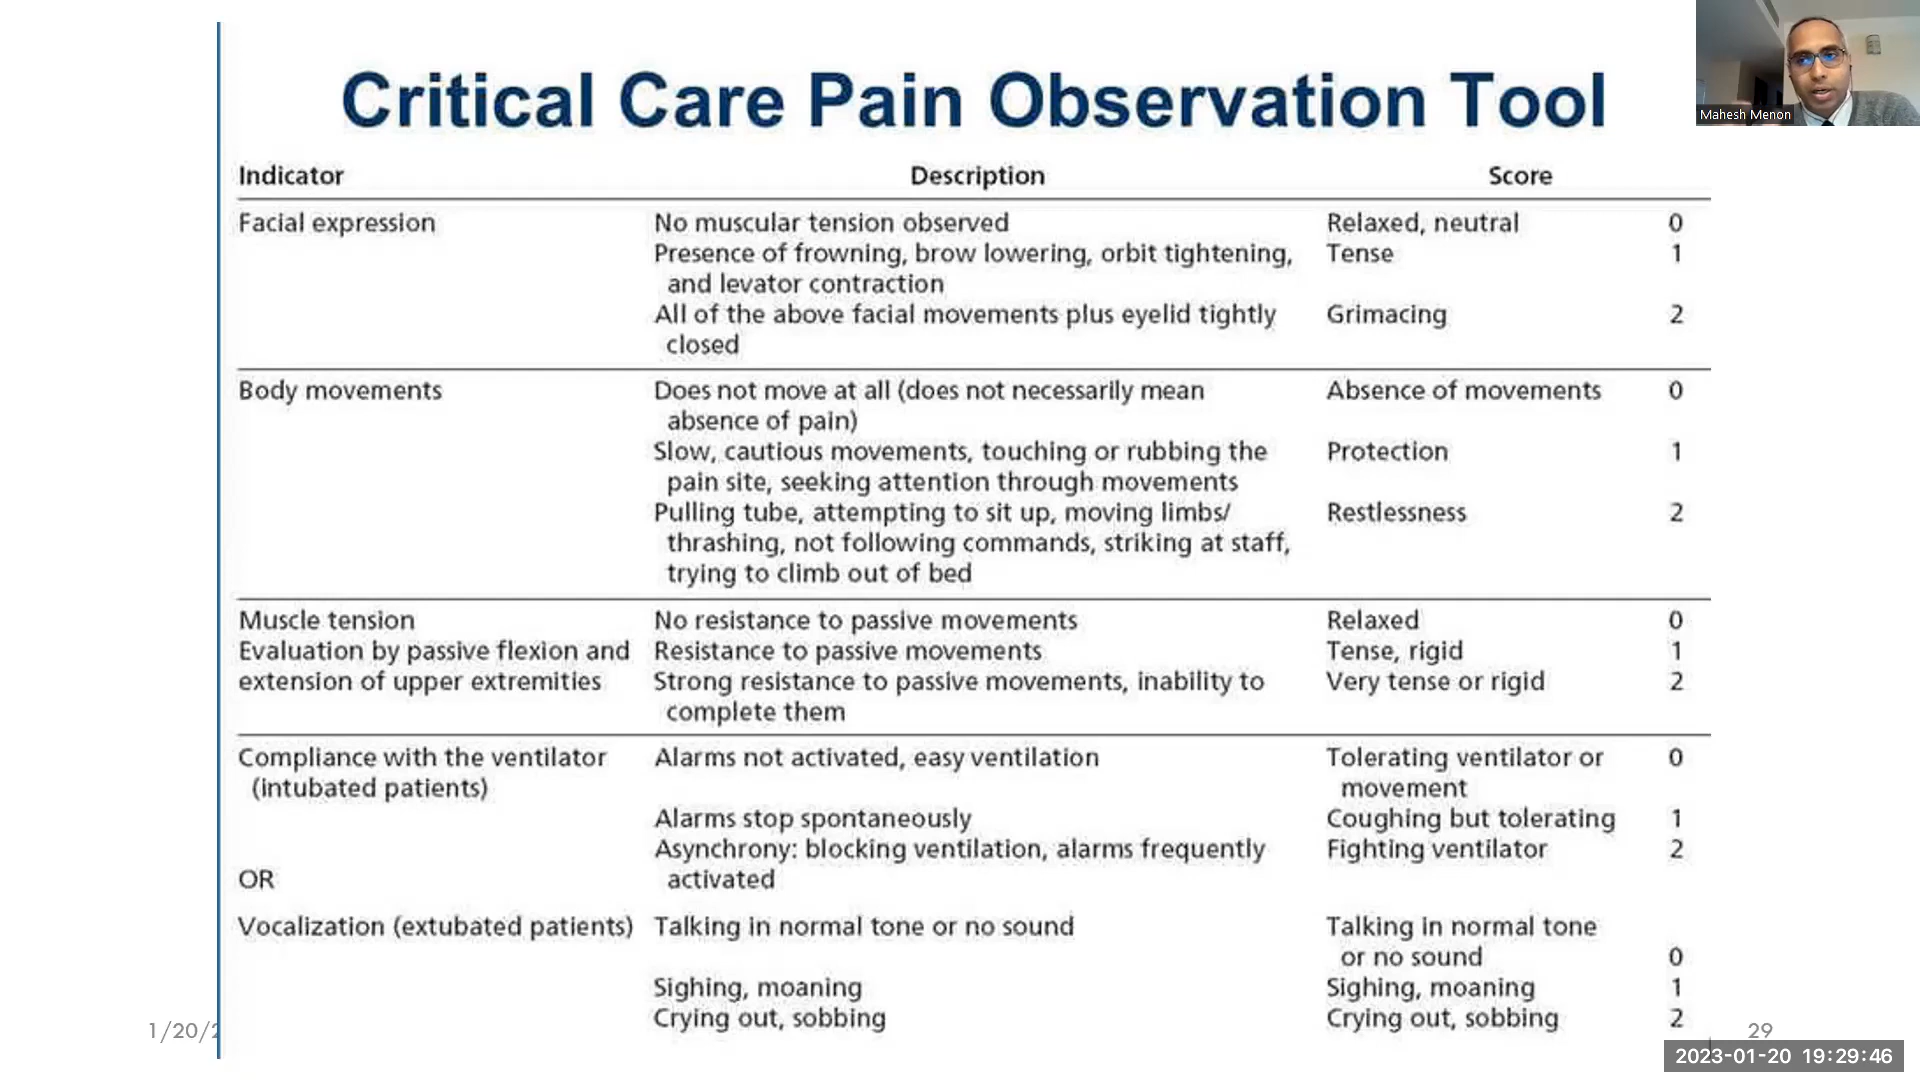 Critical Care Pain Observation Tool
Mahesh Menon
Indicator Description Score
Facial expression No muscular tension observed Relaxed, neutral 0
Presence of frowning, brow lowering, orbit tightening, Tense 1
and levator contraction
All of the above facial movements plus eyelid tightly Grimacing 2
closed
Body movements Does not move at all (does not necessarily mean Absence of movements 0
absence of pain)
Slow, cautious movements, touching or rubbing the Protection 1
pain site, seeking attention through movements
Pulling tube, attempting to sit up, moving limbs/ Restlessness 2
thrashing, not following commands, striking at staff,
trying to climb out of bed
Muscle tension No resistance to passive movements Relaxed 0
Evaluation by passive flexion and Resistance to passive movements Tense, rigid 1
extension of upper extremities Strong resistance to passive movements, inability to Very tense or rigid 2
complete them
Compliance with the ventilator Alarms not activated, easy ventilation Tolerating ventilator or 0
(intubated patients) movement
Alarms stop spontaneously Coughing but tolerating 1
Asynchrony: blocking ventilation, alarms frequently Fighting ventilator 2
OR activated
Vocalization (extubated patients) Talking in normal tone or no sound Talking in normal tone
or no sound 0
Sighing, moaning Sighing, moaning 1
Crying out, sobbing Crying out, sobbing 2
1/20/2 29
2023-01-20 19:29:46